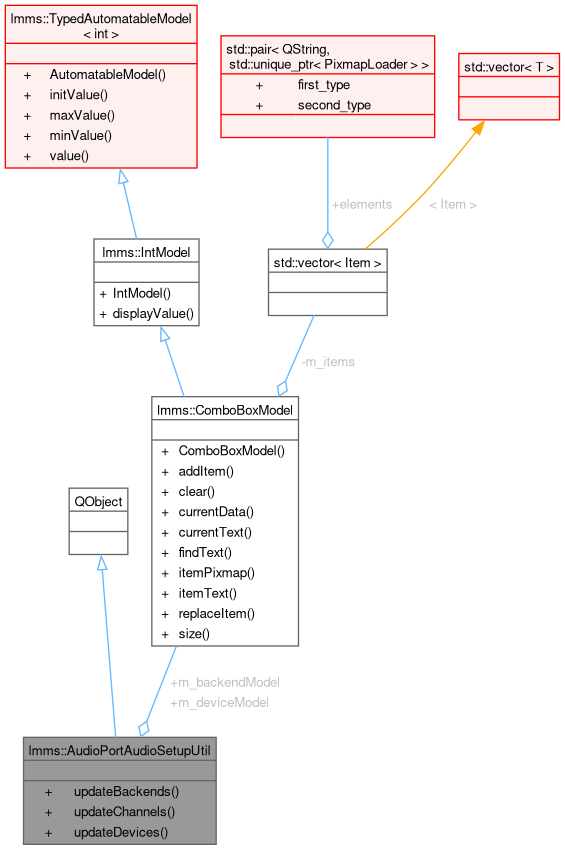 lmms::TypedAutomatableModel
< int >
+ AutomatableModel()
+ initValue()
+ maxValue()
+ minValue()
+ value()
std::pair< QString,
std::unique_ptr< PixmapLoader > >
+ first_type
+ second_type
std::vector< T >
+elements
< Item >
lmms::IntModel
+ IntModel()
+ displayValue()
std::vector< Item >
-m_items
lmms::ComboBoxModel
+ ComboBoxModel()
+ addItem()
+ clear()
+ currentData()
+ currentText()
+ findText()
+ itemPixmap()
+ itemText()
+ replaceItem()
+ size()
QObject
+m_backendModel
+m_deviceModel
lmms::AudioPortAudioSetupUtil
+ updateBackends()
+ updateChannels()
+ updateDevices()